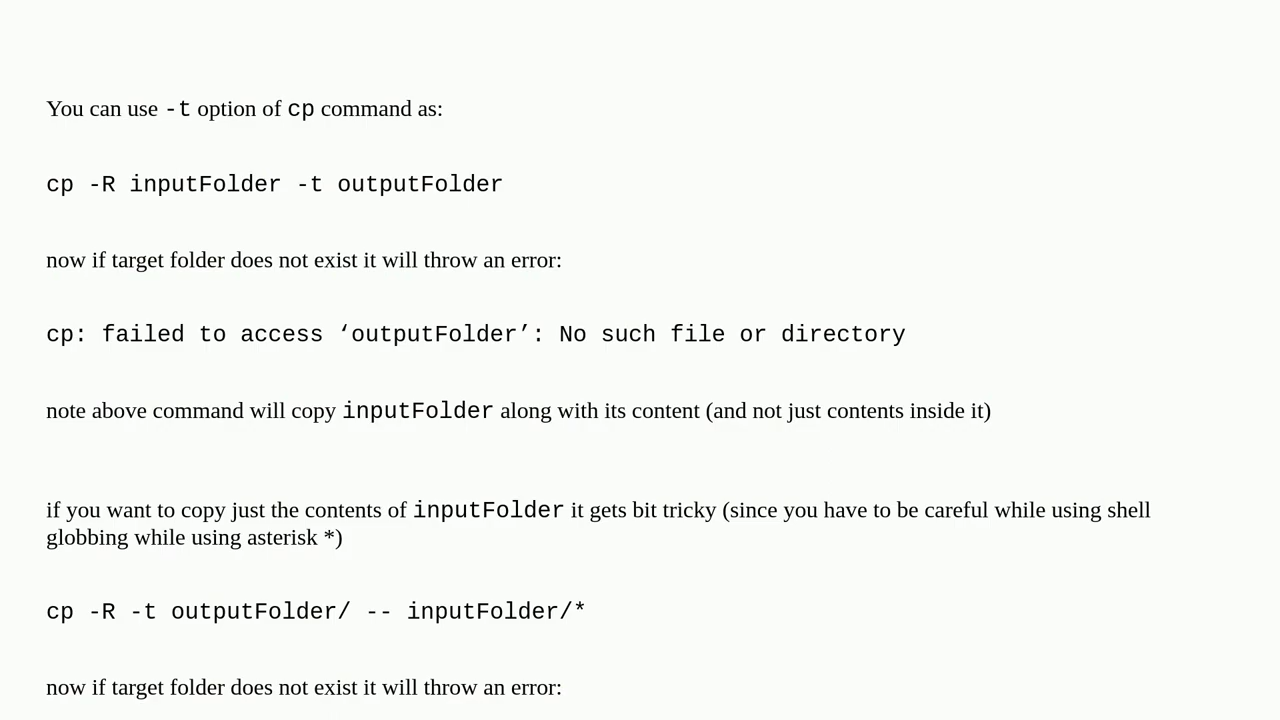 You can use -t option of cp command as:
cp -R inputFolder -t outputFolder
now if target folder does not exist it will throw an error:
cp: failed to access ‘outputFolder’: No such file or directory
note above command will copy inputFolder along with its content (and not just contents inside it)
if you want to copy just the contents of inputFolder it gets bit tricky (since you have to be careful while using shell
globbing while using asterisk *)
cp -R -t outputFolder/ -- inputFolder/*
now if target folder does not exist it will throw an error: